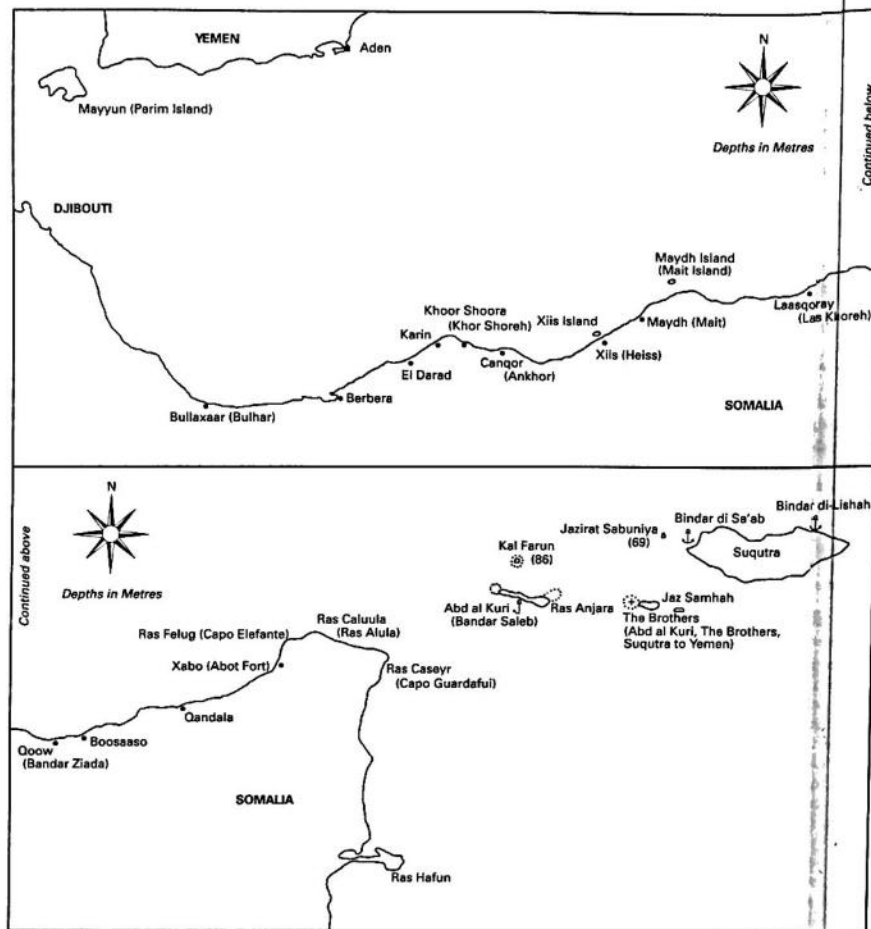 YEMEN
Aden
Mayyun (Perim Island)
N
Depths in Metres
Continued below
DJIBOUTI
Maydh Island
(Mait Island)
Khoor Shoora
(Khor Shoreh)
Xiis Island
Laasqoray
(Las Khoreh)
Karin
Maydh (Mait)
Xiis (Heiss)
Canqor
(Ankhor)
El Darad
Berbera
Bullaxaar (Bulhar)
SOMALIA
Continued above
N
Depths in Metres
Bindar di-Lishah
Jazirat Sabuniya
(69)
Bindar di Sa'ab
Suqutra
Kal Farun
(86)
Abd al Kuri
(Bandar Saleb)
Ras Anjara
Jaz Samhah
The Brothers
(Abd al Kuri, The Brothers,
Suqutra to Yemen)
Ras Caluula
(Ras Alula)
Ras Felug (Capo Elefante)
Xabo (Abot Fort)
Ras Caseyr
(Capo Guardafui)
Qandala
Boosaaso
Qoow
(Bandar Ziada)
SOMALIA
Ras Hafun